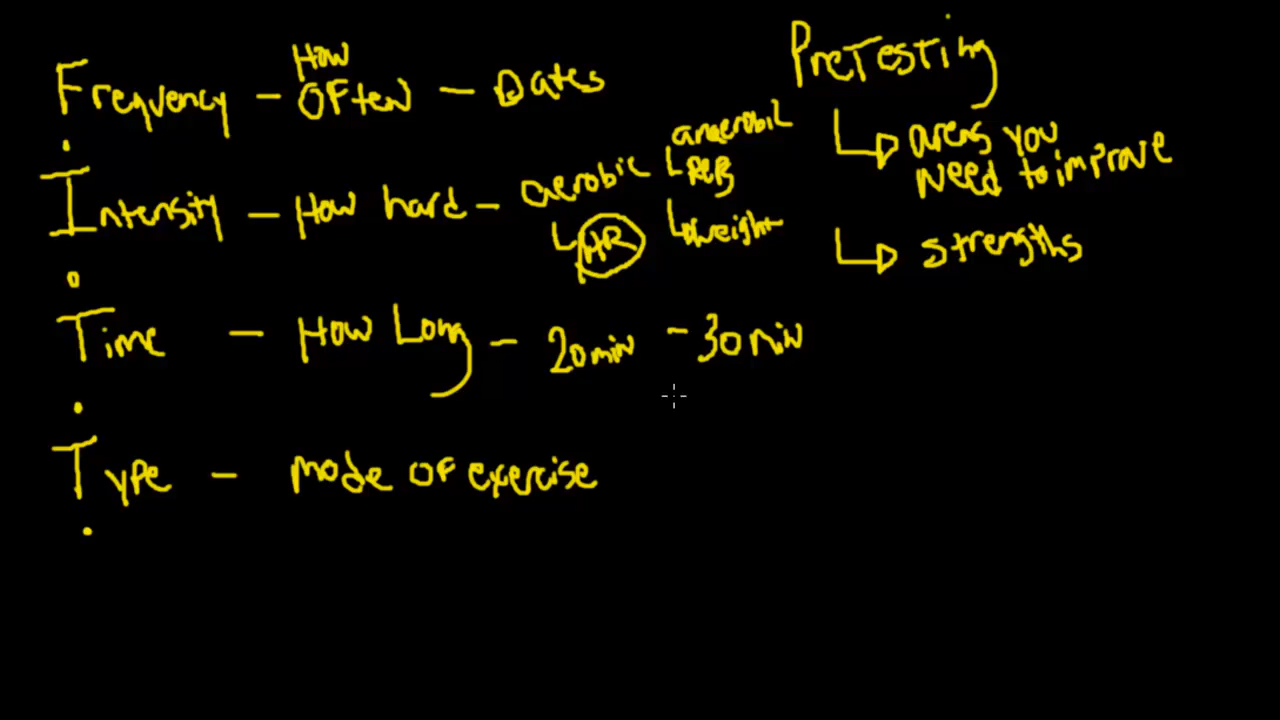 Frequency - How Often - Dates
Intensity - How hard - aerobic
HR
anaerobic
Rep
weight
Time - How Long - 20min - 30min
Type - mode of exercise
PreTesting
areas you
need to improve
strengths